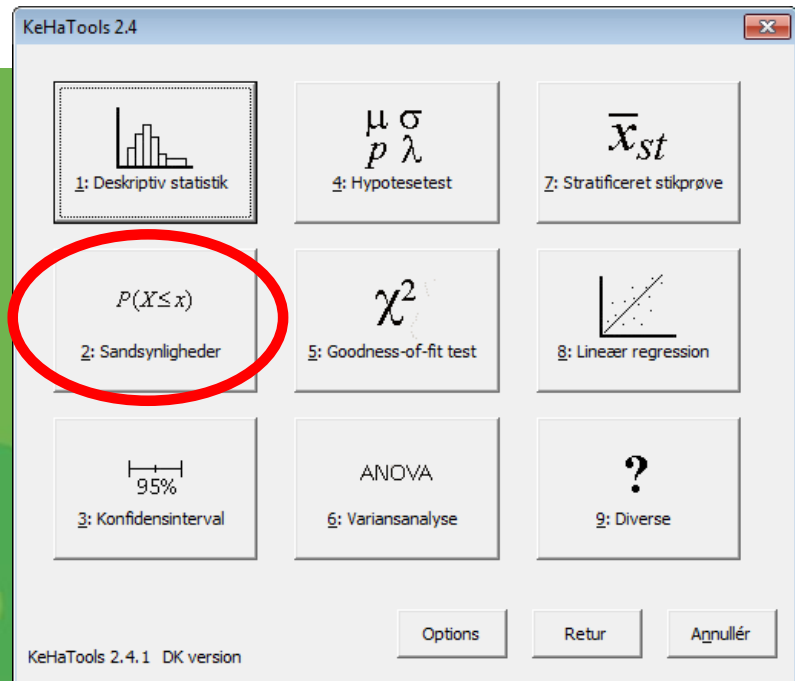 KeHaTools 2.4
1: Deskriptiv statistik
μ σ
p λ
4: Hypotesetest
x̅st
7: Stratificeret stikprøve
P(X≤x)
2: Sandsynligheder
χ²
5: Goodness-of-fit test
8: Lineær regression
95%
3: Konfidensinterval
ANOVA
6: Variansanalyse
?
9: Diverse
Options
Retur
Annullér
KeHaTools 2.4.1 DK version